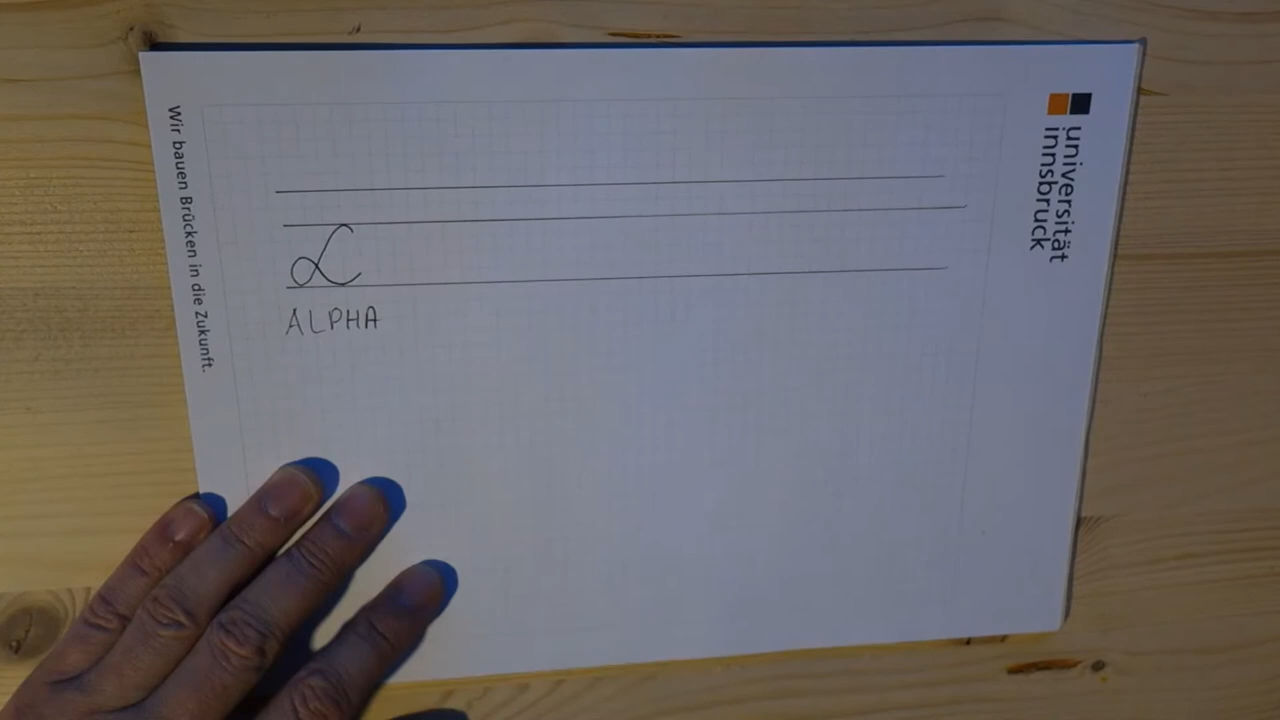 α
ALPHA
Wir bauen Brücken in die Zukunft.
universität
innsbruck